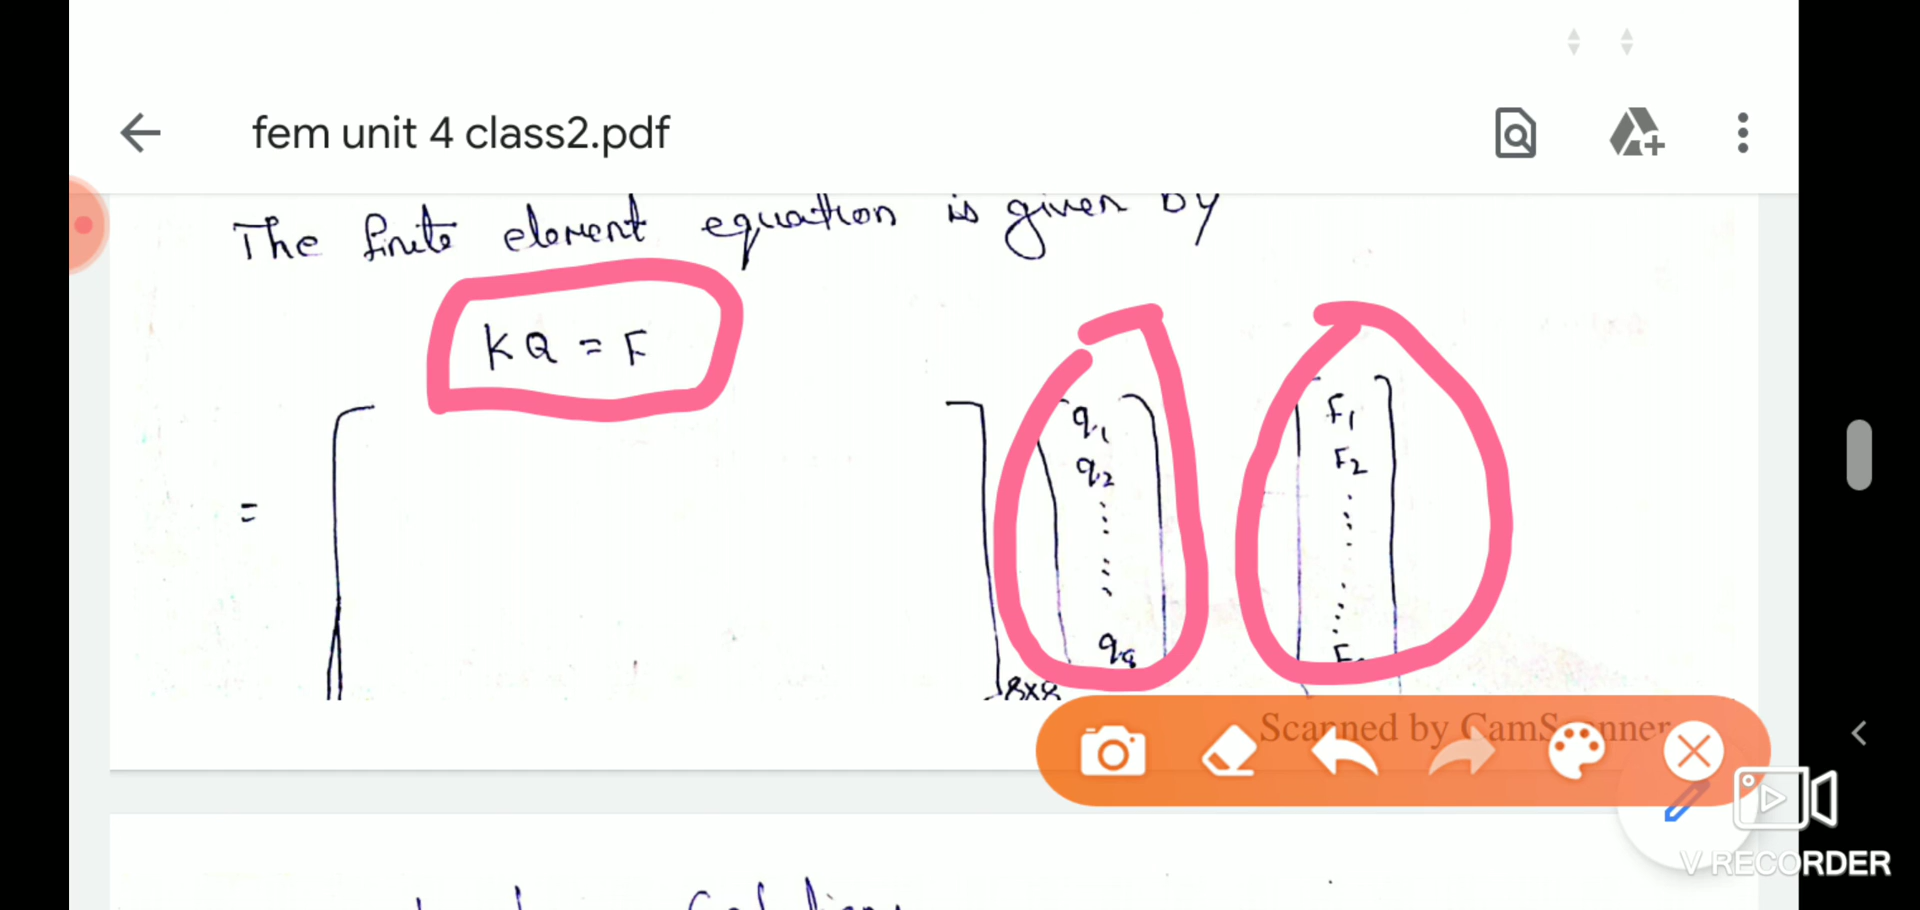 fem unit 4 class2.pdf
The finite element equation is given by
KQ = F
q1 F1
q2 F2
=
q8
8x8
Scanned by CamScanner
V RECORDER